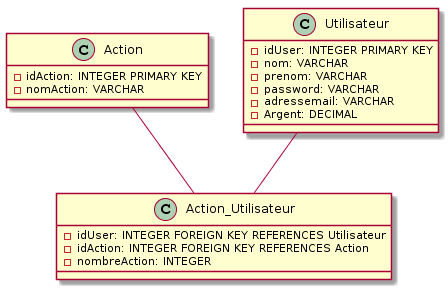 C Action
idAction: INTEGER PRIMARY KEY
nomAction: VARCHAR
C Utilisateur
idUser: INTEGER PRIMARY KEY
nom: VARCHAR
prenom: VARCHAR
password: VARCHAR
adressemail: VARCHAR
Argent: DECIMAL
C Action_Utilisateur
idUser: INTEGER FOREIGN KEY REFERENCES Utilisateur
idAction: INTEGER FOREIGN KEY REFERENCES Action
nombreAction: INTEGER